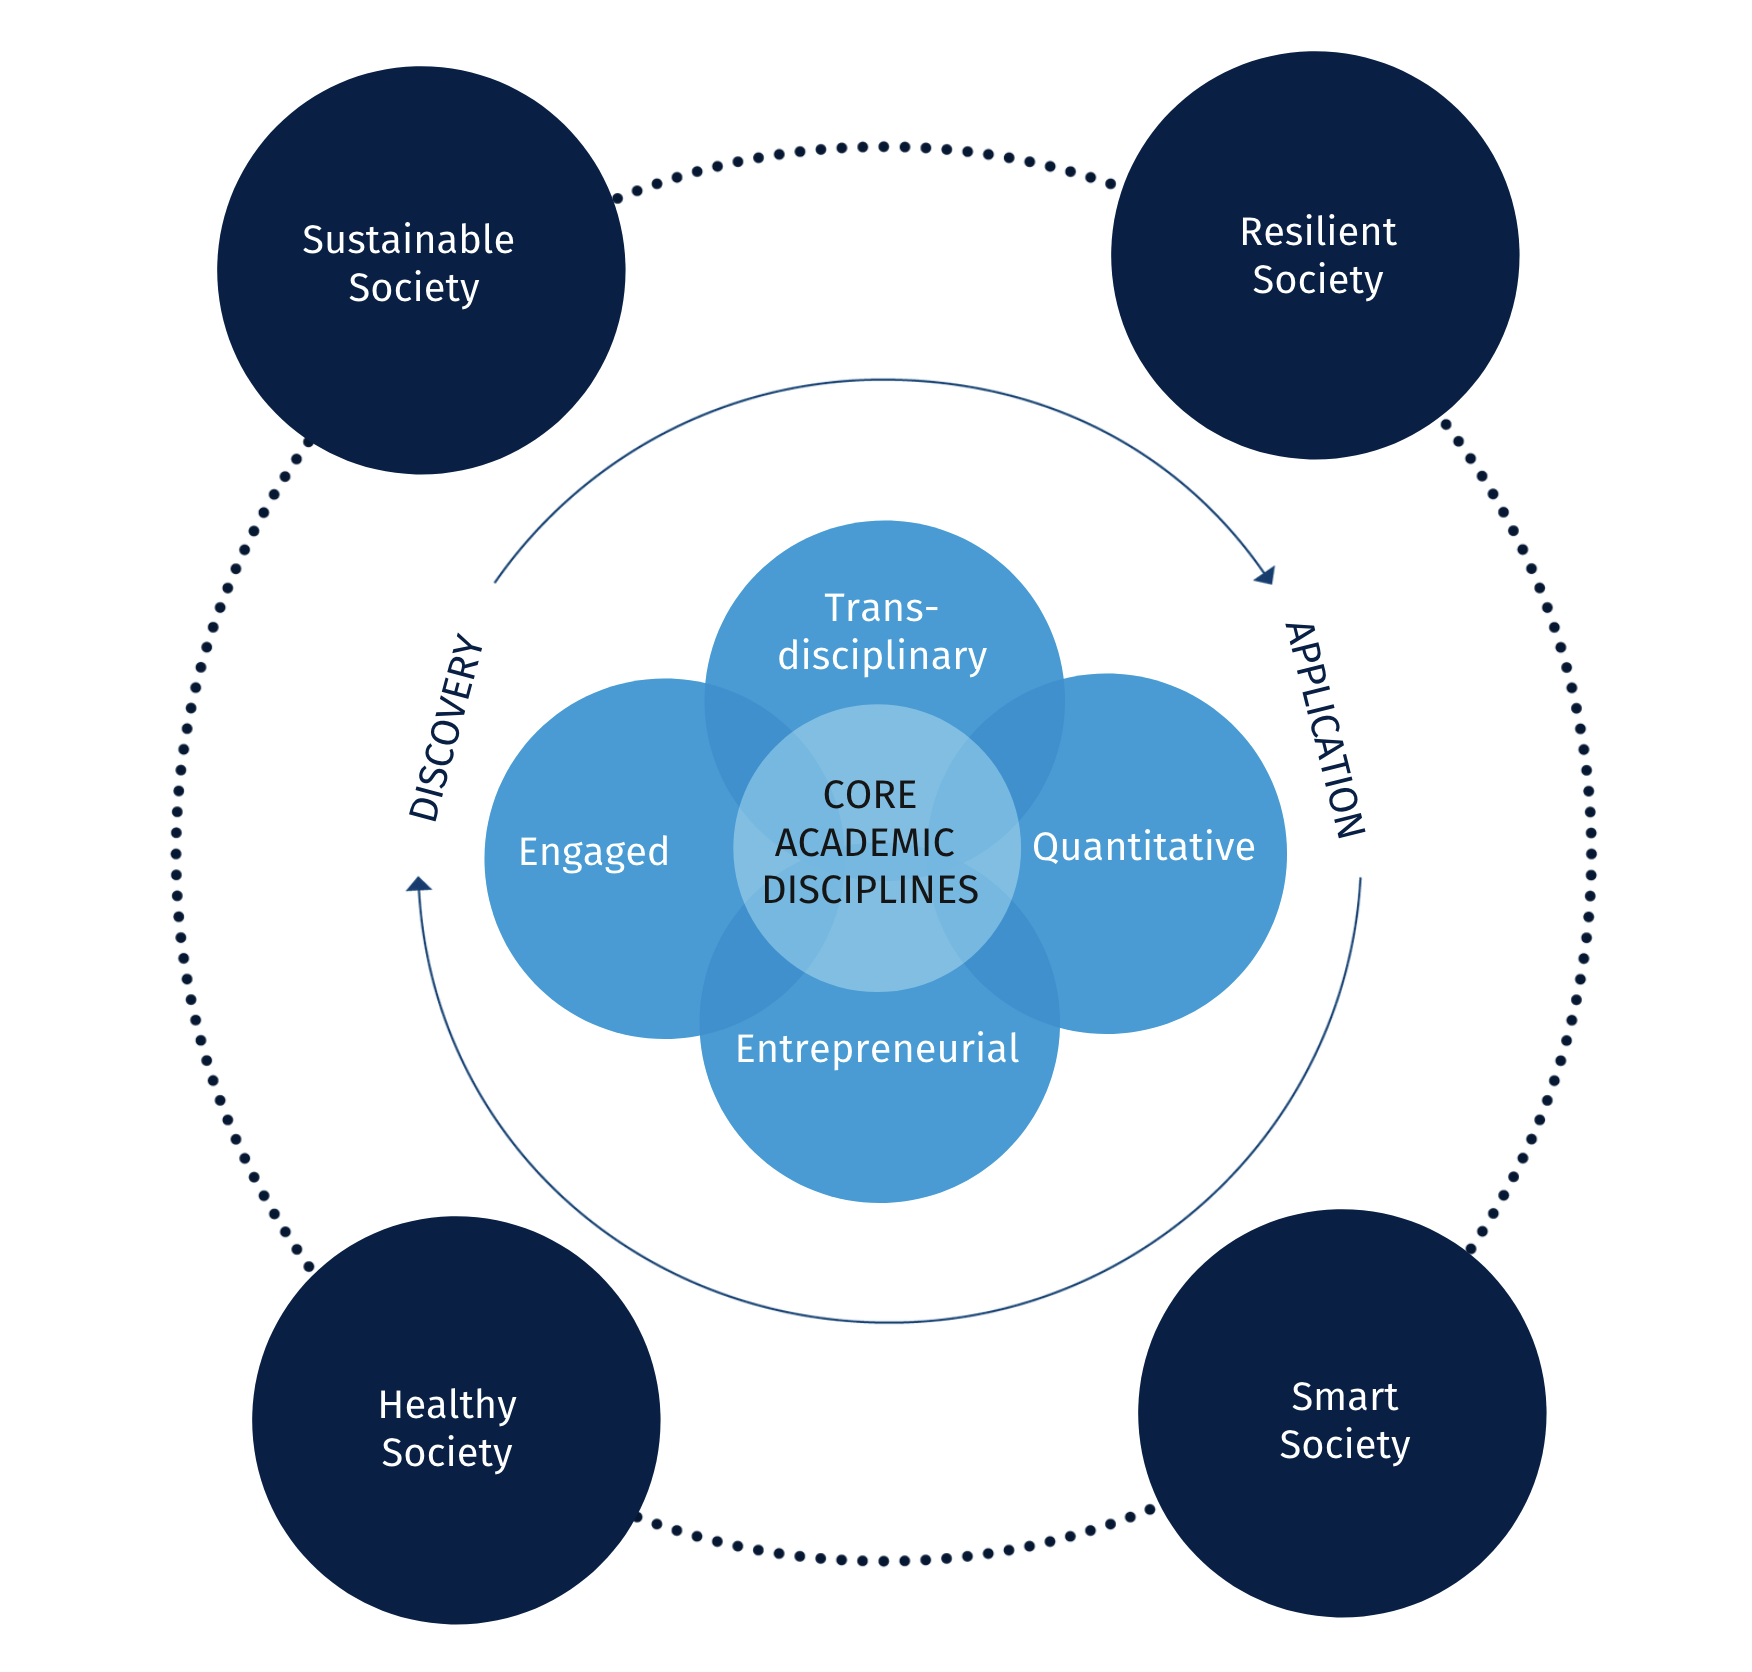 Sustainable
Society
Resilient
Society
Trans-
disciplinary
DISCOVERY
APPLICATION
Engaged
CORE
ACADEMIC
DISCIPLINES
Quantitative
Entrepreneurial
Healthy
Society
Smart
Society